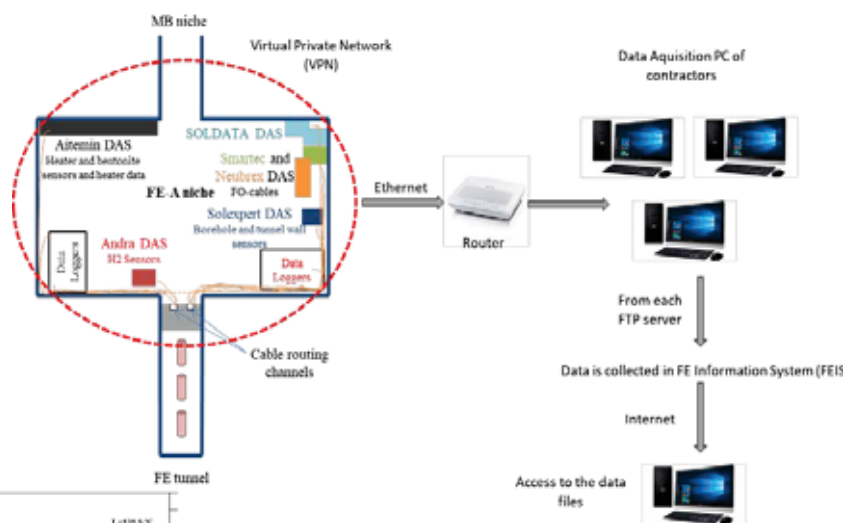 MB niche
Virtual Private Network
(VPN)
Data Aquisition PC of
contractors
Aitemin DAS
Heater and bentonite
sensors and heater data
SOLDATA DAS
Smartec and
Neubrex DAS
FO-cables
FE-A niche
Solexpert DAS
Borehole and tunnel wall
sensors
Andra DAS
H2 Sensors
Data
Loggers
Data
Loggers
Ethernet
Router
From each
FTP server
Cable routing
channels
Data is collected in FE Information System (FEIS
Internet
FE tunnel
Access to the data
files